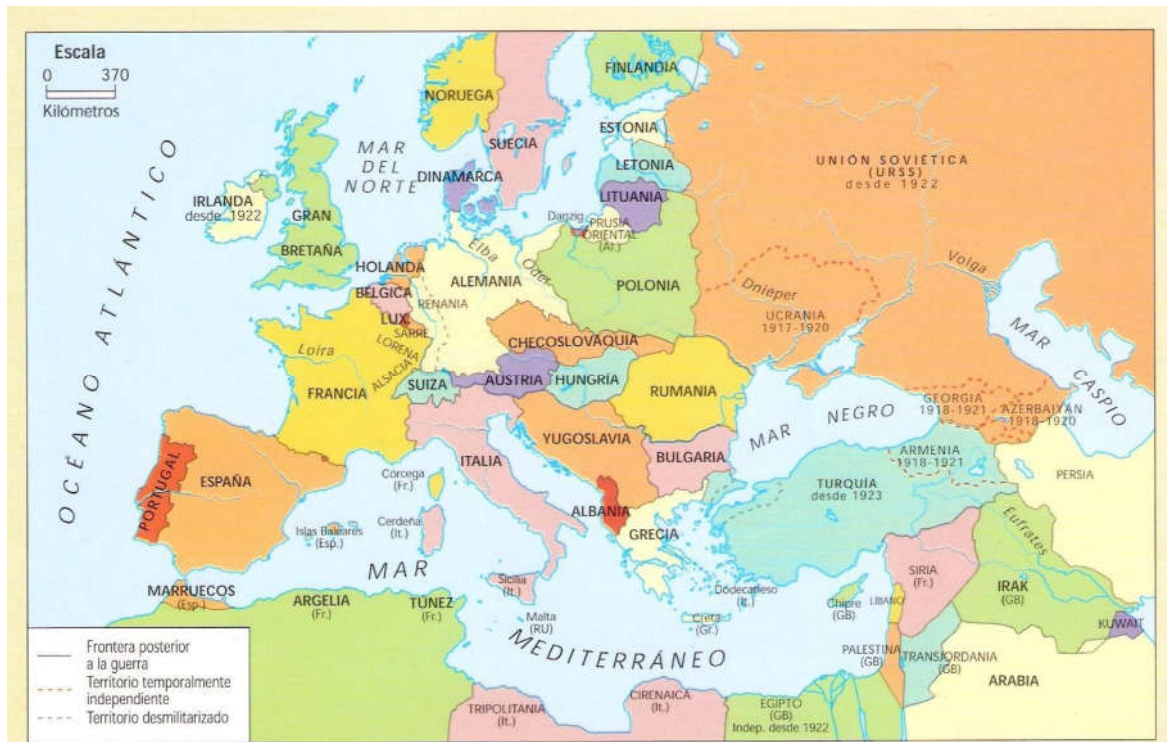 Escala
0 370
Kilómetros
OCÉANO ATLÁNTICO
MAR
DEL
NORTE
NORUEGA
SUECIA
FINLANDIA
ESTONIA
LETONIA
LITUANIA
DINAMARCA
IRLANDA
desde 1922
GRAN
BRETAÑA
HOLANDA
BÉLGICA
LUX
SARRE
LORENA
ALSACIA
RENANIA
Elba
Oder
ALEMANIA
Danzig
PRUSIA
ORIENTAL
(Al.)
POLONIA
UNIÓN SOVIÉTICA
(URSS)
desde 1922
Volga
Dnieper
UCRANIA
1917-1920
Loira
FRANCIA
SUIZA
AUSTRIA
CHECOSLOVAQUIA
HUNGRÍA
RUMANIA
YUGOSLAVIA
BULGARIA
ITALIA
ALBANIA
GRECIA
MAR NEGRO
MAR CASPIO
GEORGIA
1918-1921
AZERBAIYÁN
1918-1920
ARMENIA
1918-1921
TURQUÍA
desde 1923
PERSIA
PORTUGAL
ESPAÑA
Islas Baleares
(Esp.)
Córcega
(Fr.)
Cerdeña
(It.)
Sicilia
(It.)
Malta
(RU)
Dodecaneso
(It.)
Creta
(Gr.)
Chipre
(GB)
MAR MEDITERRÁNEO
MARRUECOS
(Esp.)
ARGELIA
(Fr.)
TÚNEZ
(Fr.)
TRIPOLITANIA
(It.)
CIRENAICA
(It.)
EGIPTO
(GB)
Indep. desde 1922
PALESTINA
(GB)
TRANSJORDANIA
(GB)
LÍBANO
SIRIA
(Fr.)
Eufrates
IRAK
(GB)
KUWAIT
ARABIA
Frontera posterior
a la guerra
Territorio temporalmente
independiente
Territorio desmilitarizado